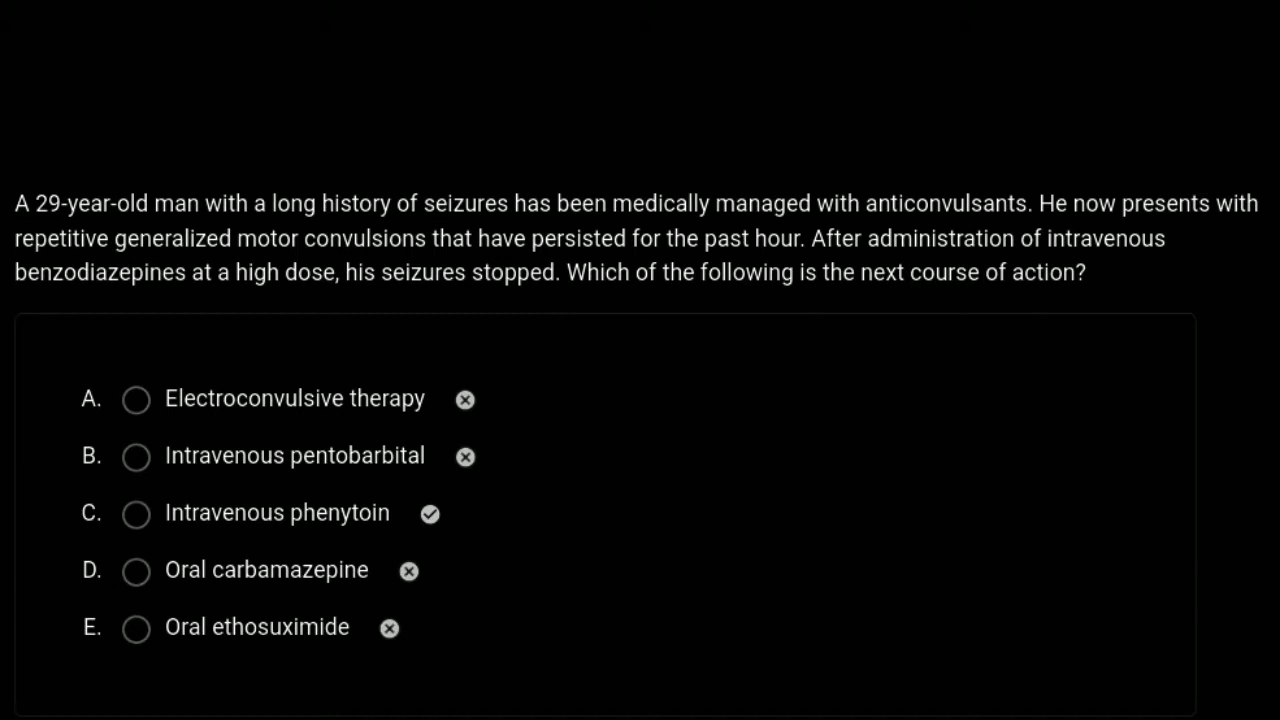 A 29-year-old man with a long history of seizures has been medically managed with anticonvulsants. He now presents with
repetitive generalized motor convulsions that have persisted for the past hour. After administration of intravenous
benzodiazepines at a high dose, his seizures stopped. Which of the following is the next course of action?
A. Electroconvulsive therapy
B. Intravenous pentobarbital
C. Intravenous phenytoin
D. Oral carbamazepine
E. Oral ethosuximide